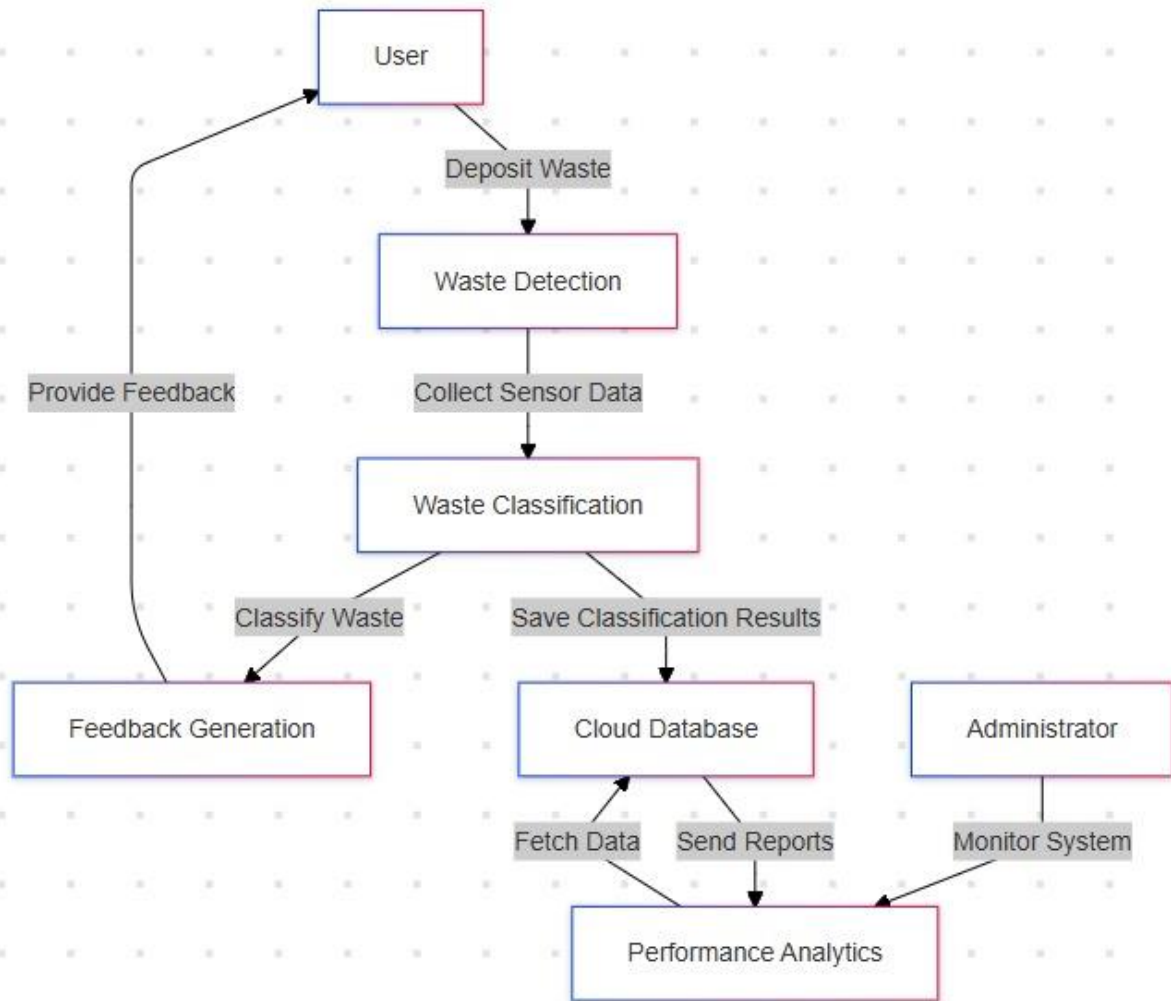 User
Deposit Waste
Waste Detection
Provide Feedback
Collect Sensor Data
Waste Classification
Classify Waste
Save Classification Results
Feedback Generation
Cloud Database
Administrator
Fetch Data
Send Reports
Monitor System
Performance Analytics